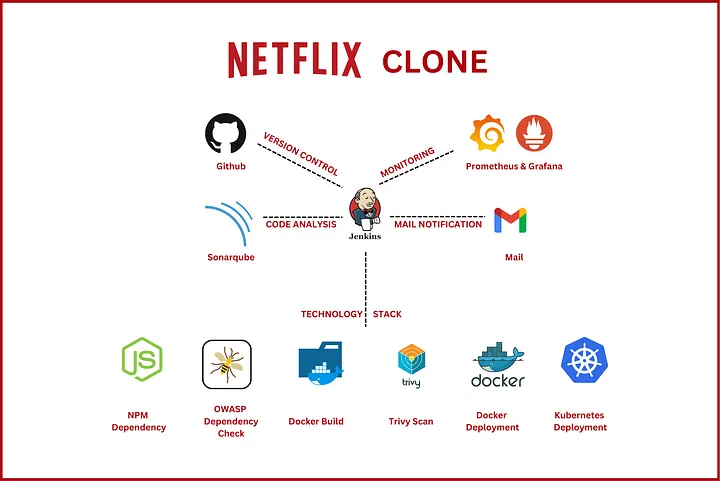 NETFLIX CLONE
VERSION CONTROL
MONITORING
Github
Prometheus & Grafana
Jenkins
CODE ANALYSIS
MAIL NOTIFICATION
Sonarqube
Mail
TECHNOLOGY STACK
JS
trivy
docker
NPM
Dependency
OWASP
Dependency
Check
Docker Build
Trivy Scan
Docker
Deployment
Kubernetes
Deployment